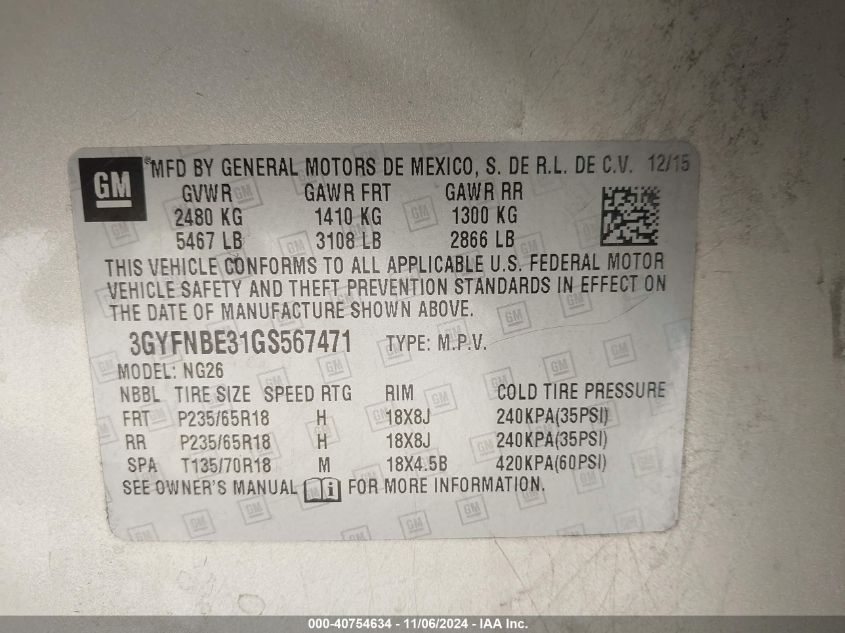 GM
®MFD BY GENERAL MOTORS DE MEXICO, S. DE R.L. DE C.V. 12/15
GVWR GAWR FRT GAWR RR
2480 KG 1410 KG 1300 KG
5467 LB 3108 LB 2866 LB
THIS VEHICLE CONFORMS TO ALL APPLICABLE U.S. FEDERAL MOTOR
VEHICLE SAFETY AND THEFT PREVENTION STANDARDS IN EFFECT ON
THE DATE OF MANUFACTURE SHOWN ABOVE.
3GYFNBE31GS567471 TYPE: M.P.V.
MODEL: NG26
NBBL TIRE SIZE SPEED RTG RIM COLD TIRE PRESSURE
FRT P235/65R18 H 18X8J 240KPA(35PSI)
RR P235/65R18 H 18X8J 240KPA(35PSI)
SPA T135/70R18 M 18X4.5B 420KPA(60PSI)
SEE OWNER'S MANUAL i FOR MORE INFORMATION.
000-40754634 - 11/06/2024 - IAA Inc.